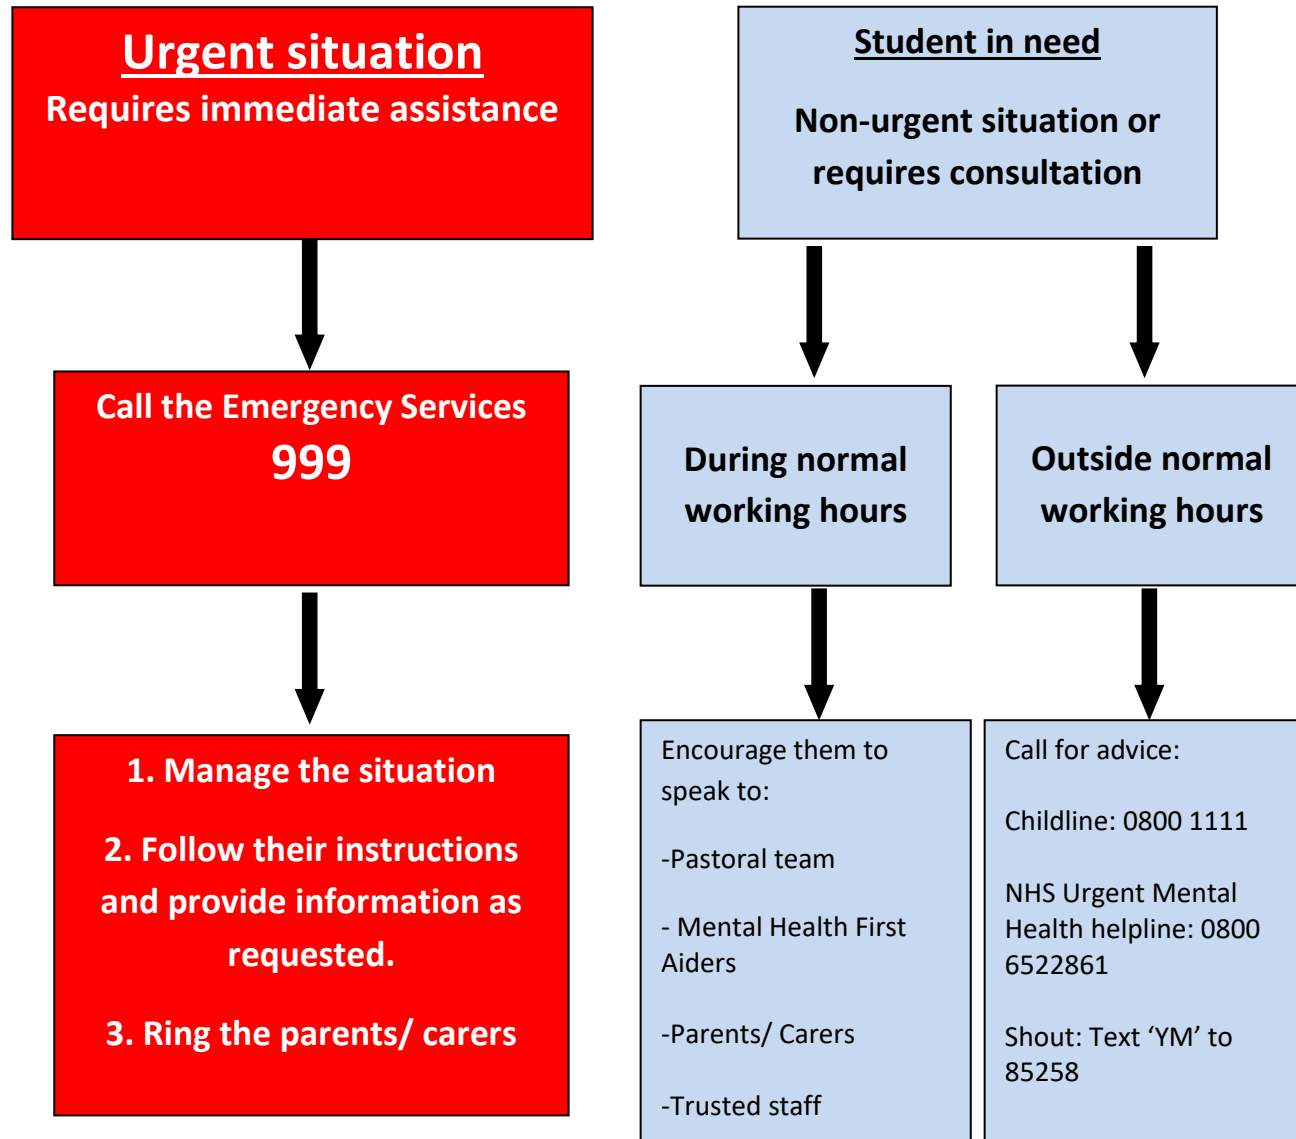 Urgent situation
Requires immediate assistance
Call the Emergency Services
999
1. Manage the situation
2. Follow their instructions
and provide information as
requested.
3. Ring the parents/ carers
Student in need
Non-urgent situation or
requires consultation
During normal
working hours
Outside normal
working hours
Encourage them to
speak to:
-Pastoral team
- Mental Health First
Aiders
-Parents/ Carers
-Trusted staff
Call for advice:
Childline: 0800 1111
NHS Urgent Mental
Health helpline: 0800
6522861
Shout: Text ‘YM’ to
85258